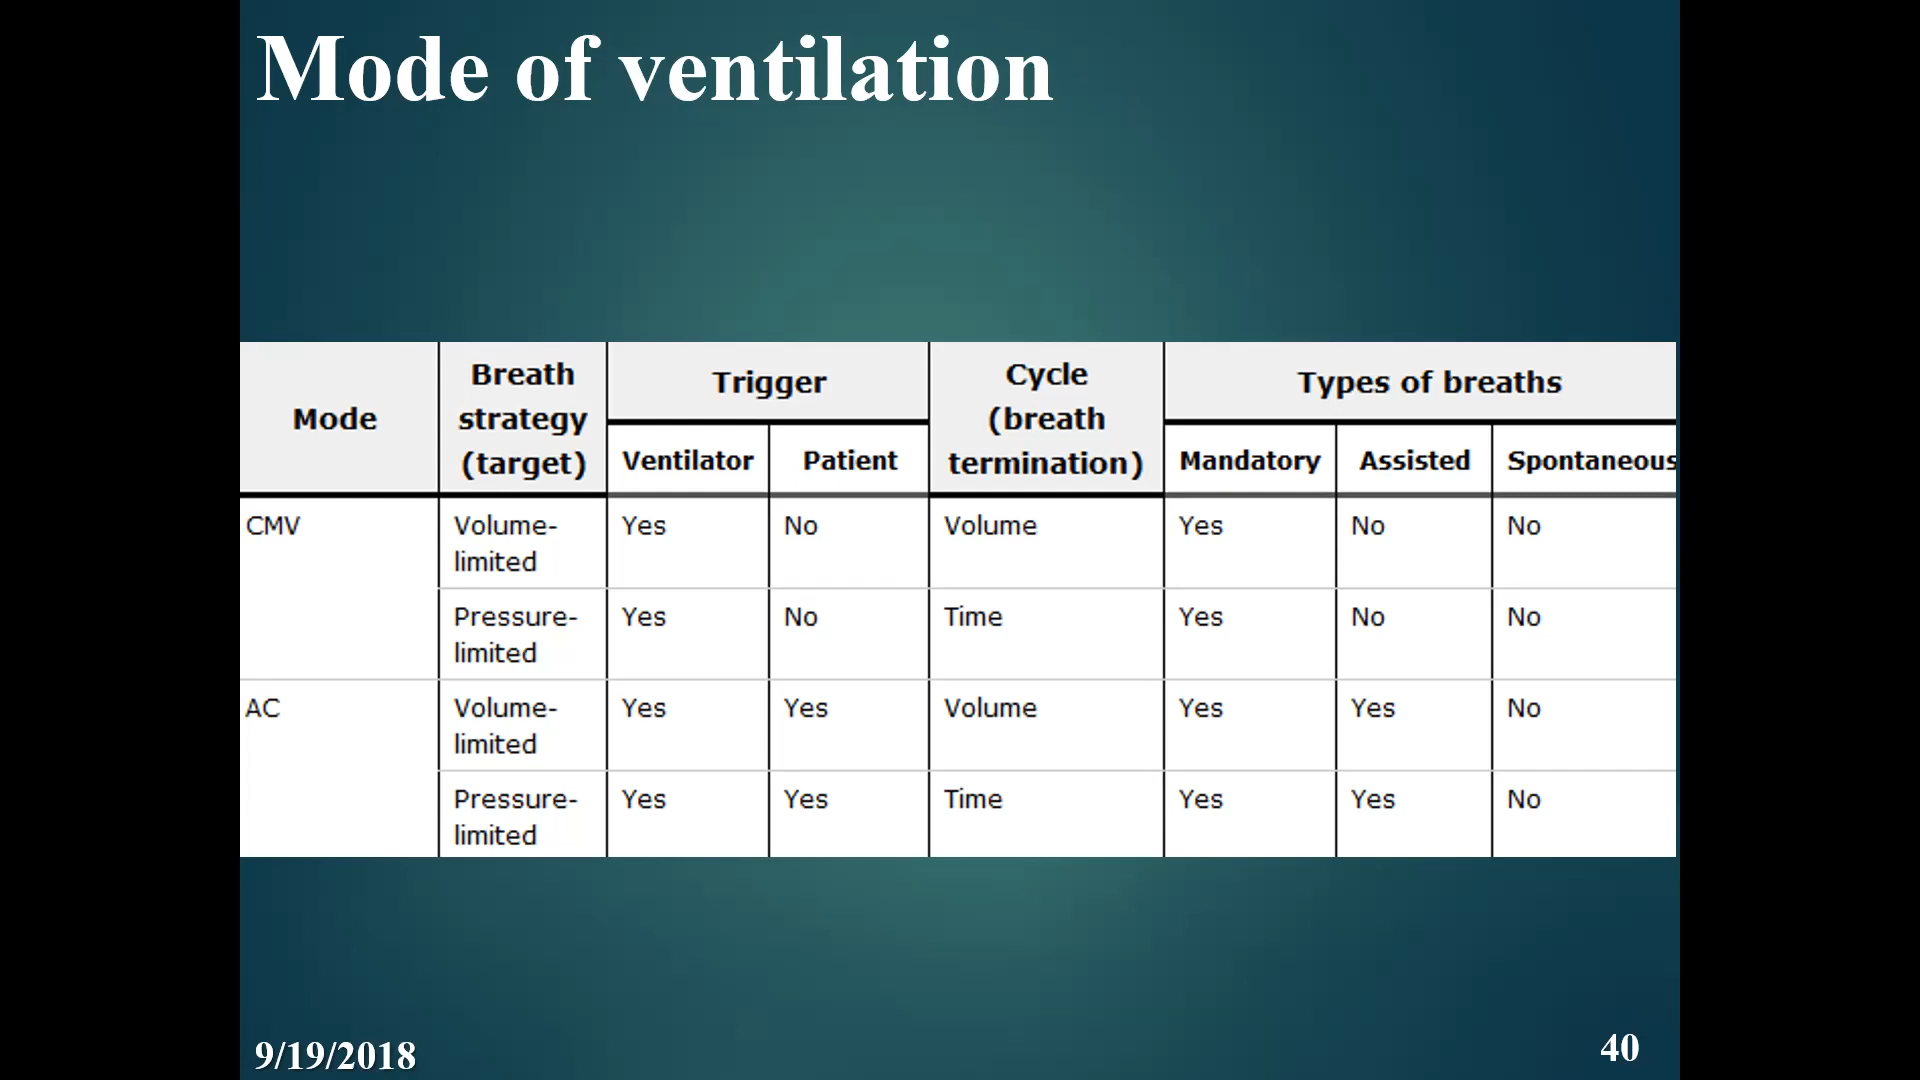 Mode of ventilation
Mode
Breath
strategy
(target)
Trigger
Ventilator
Patient
Cycle
(breath
termination)
Types of breaths
Mandatory
Assisted
Spontaneous
CMV
Volume-
limited
Yes
No
Volume
Yes
No
No
Pressure-
limited
Yes
No
Time
Yes
No
No
AC
Volume-
limited
Yes
Yes
Volume
Yes
Yes
No
Pressure-
limited
Yes
Yes
Time
Yes
Yes
No
9/19/2018
40